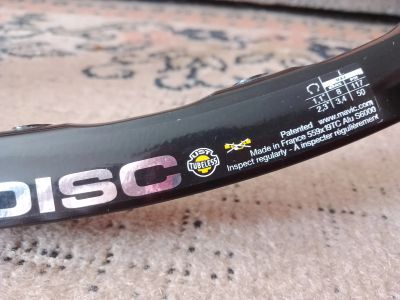 DISC
UST
TUBELESS
1,1" 8 117
2,3" 3,4 50
www.mavic.com
Patented
Made in France 559x19TC Alu S6000
Inspect regularly - A inspecter régulièrement